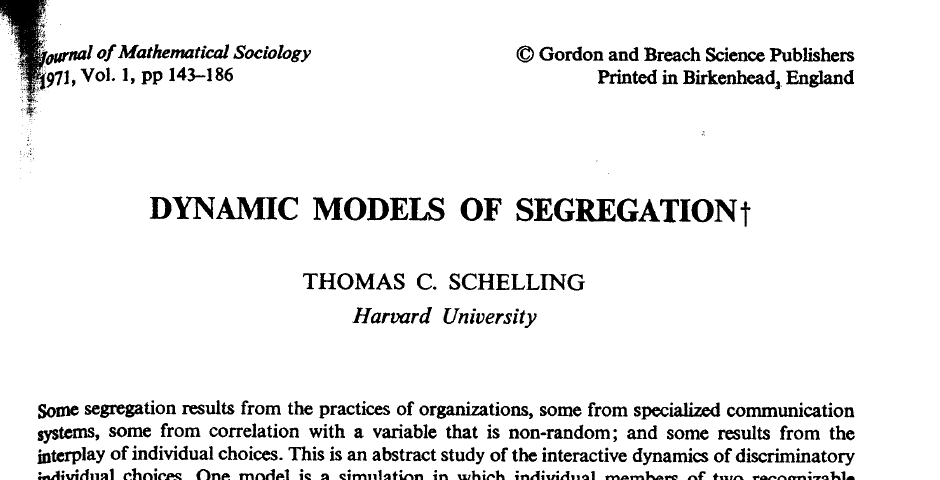 Journal of Mathematical Sociology
1971, Vol. 1, pp 143–186
© Gordon and Breach Science Publishers
Printed in Birkenhead, England
DYNAMIC MODELS OF SEGREGATION†
THOMAS C. SCHELLING
Harvard University
Some segregation results from the practices of organizations, some from specialized communication
systems, some from correlation with a variable that is non-random; and some results from the
interplay of individual choices. This is an abstract study of the interactive dynamics of discriminatory
individual choices. One model is a simulation in which individual members of two recognizable